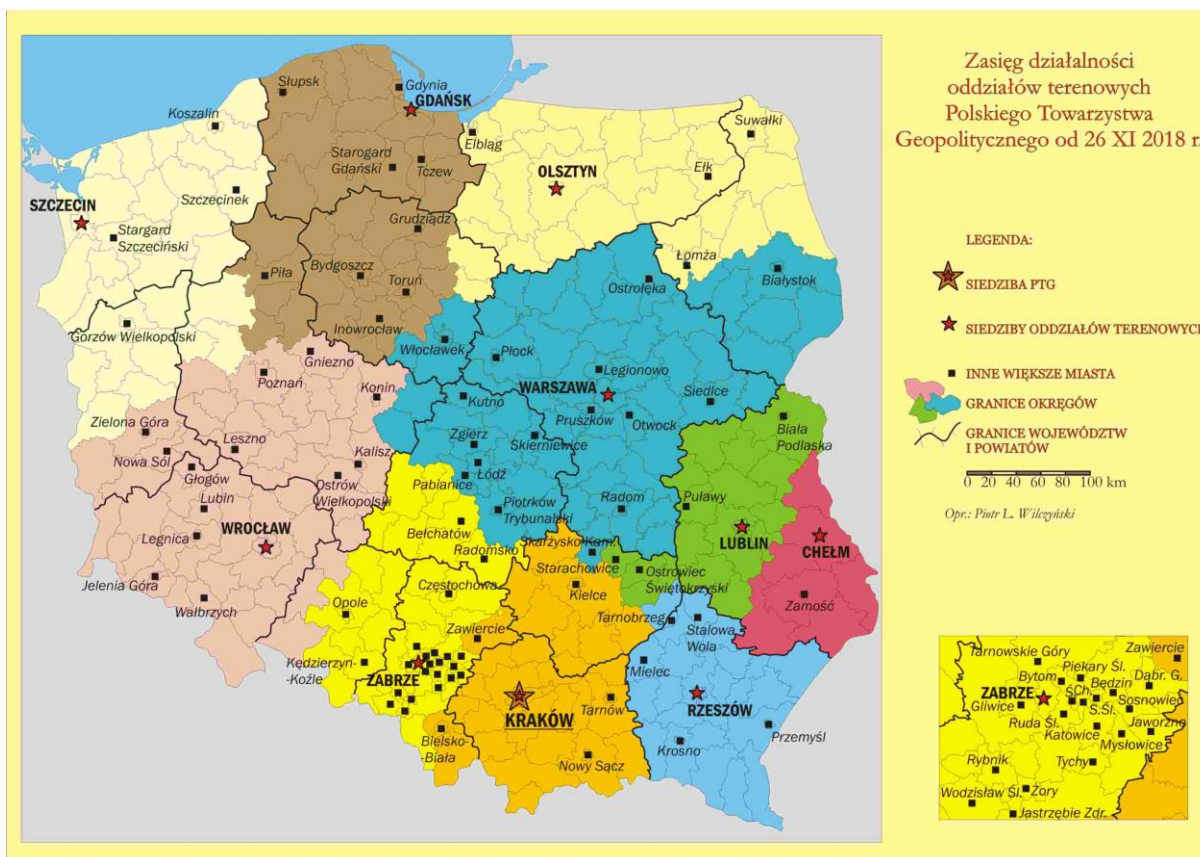 Zasięg działalności
oddziałów terenowych
Polskiego Towarzystwa
Geopolitycznego od 26 XI 2018 r.
LEGENDA:
SIEDZIBA PTG
SIEDZIBY ODDZIAŁÓW TERENOWYCH
INNE WIĘKSZE MIASTA
GRANICE OKRĘGÓW
GRANICE WOJEWÓDZTW
I POWIATÓW
0 20 40 60 80 100 km
Opr.: Piotr L. Wilczyński
Słupsk
Gdynia
GDAŃSK
Koszalin
Elbląg
Suwałki
Starogard
Gdański
Tczew
OLSZTYN
Ełk
Szczecinek
SZCZECIN
Stargard
Szczeciński
Grudziądz
Piła
Bydgoszcz
Toruń
Łomża
Białystok
Ostrołęka
Inowrocław
Gorzów Wielkopolski
Włocławek
Płock
Gniezno
Legionowo
Poznań
Konin
WARSZAWA
Siedlce
Kutno
Pruszków
Otwock
Zielona Góra
Zgierz
Skierniewice
Biała
Podlaska
Leszno
Nowa Sól
Kalisz
Łódź
Głogów
Ostrów
Wielkopolski
Pabianice
Lubin
Piotrków
Trybunalski
Radom
Puławy
WROCŁAW
Bełchatów
LUBLIN
CHEŁM
Legnica
Radomsko
Skarżysko-Kam.
Starachowice
Ostrowiec
Świętokrzyski
Jelenia Góra
Częstochowa
Kielce
Zamość
Wałbrzych
Opole
Tarnobrzeg
Stalowa
Wola
Zawiercie
Kędzierzyn-
-Koźle
ZABRZE
Mielec
KRAKÓW
Tarnów
RZESZÓW
Przemyśl
Bielsko-
-Biała
Krosno
Nowy Sącz
Zawiercie
Tarnowskie Góry
Piekary Śl.
Bytom
Będzin
Dąbr. G.
ZABRZE
SCh.
Gliwice
S.Śl.
Sosnowiec
Ruda Śl.
Katowice
Jaworzno
Mysłowice
Rybnik
Tychy
Wodzisław Śl.
Żory
Jastrzębie Zdr.